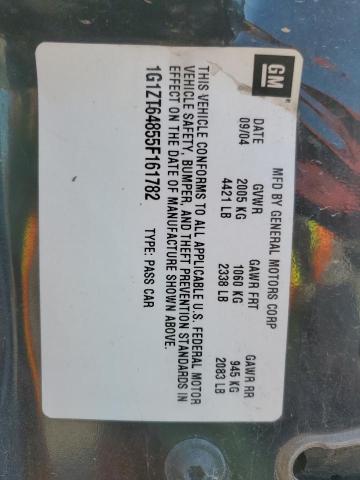 GM
MFD BY GENERAL MOTORS CORP
DATE GVWR GAWR FRT GAWR RR
09/04 2005 KG 1060 KG 945 KG
4421 LB 2338 LB 2083 LB
THIS VEHICLE CONFORMS TO ALL APPLICABLE U.S. FEDERAL MOTOR
VEHICLE SAFETY, BUMPER, AND THEFT PREVENTION STANDARDS IN
EFFECT ON THE DATE OF MANUFACTURE SHOWN ABOVE.
1G1ZT64855F161782 TYPE: PASS CAR